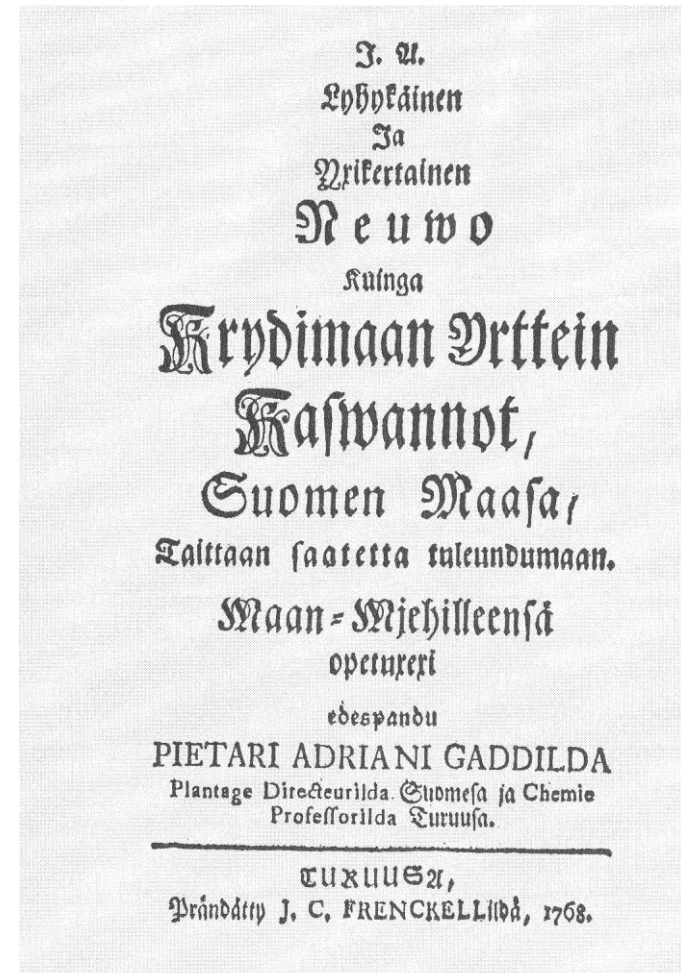 J. A.
Lyhykäinen
Ja
Yxikertainen
Neuwo
Kuinga
Krydimaan Yrttein
Kaswannot,
Suomen Maasa,
Taittaan saatetta tuleundumaan.
Maan-Mjehilleensä
opetuxexi
edespandu
PIETARI ADRIANI GADDILDA
Plantage Directeurilda Suomesa ja Chemie
Professorilda Turuusa.
TURUUSA,
Prändätty J. C. FRENCKELLildä, 1768.